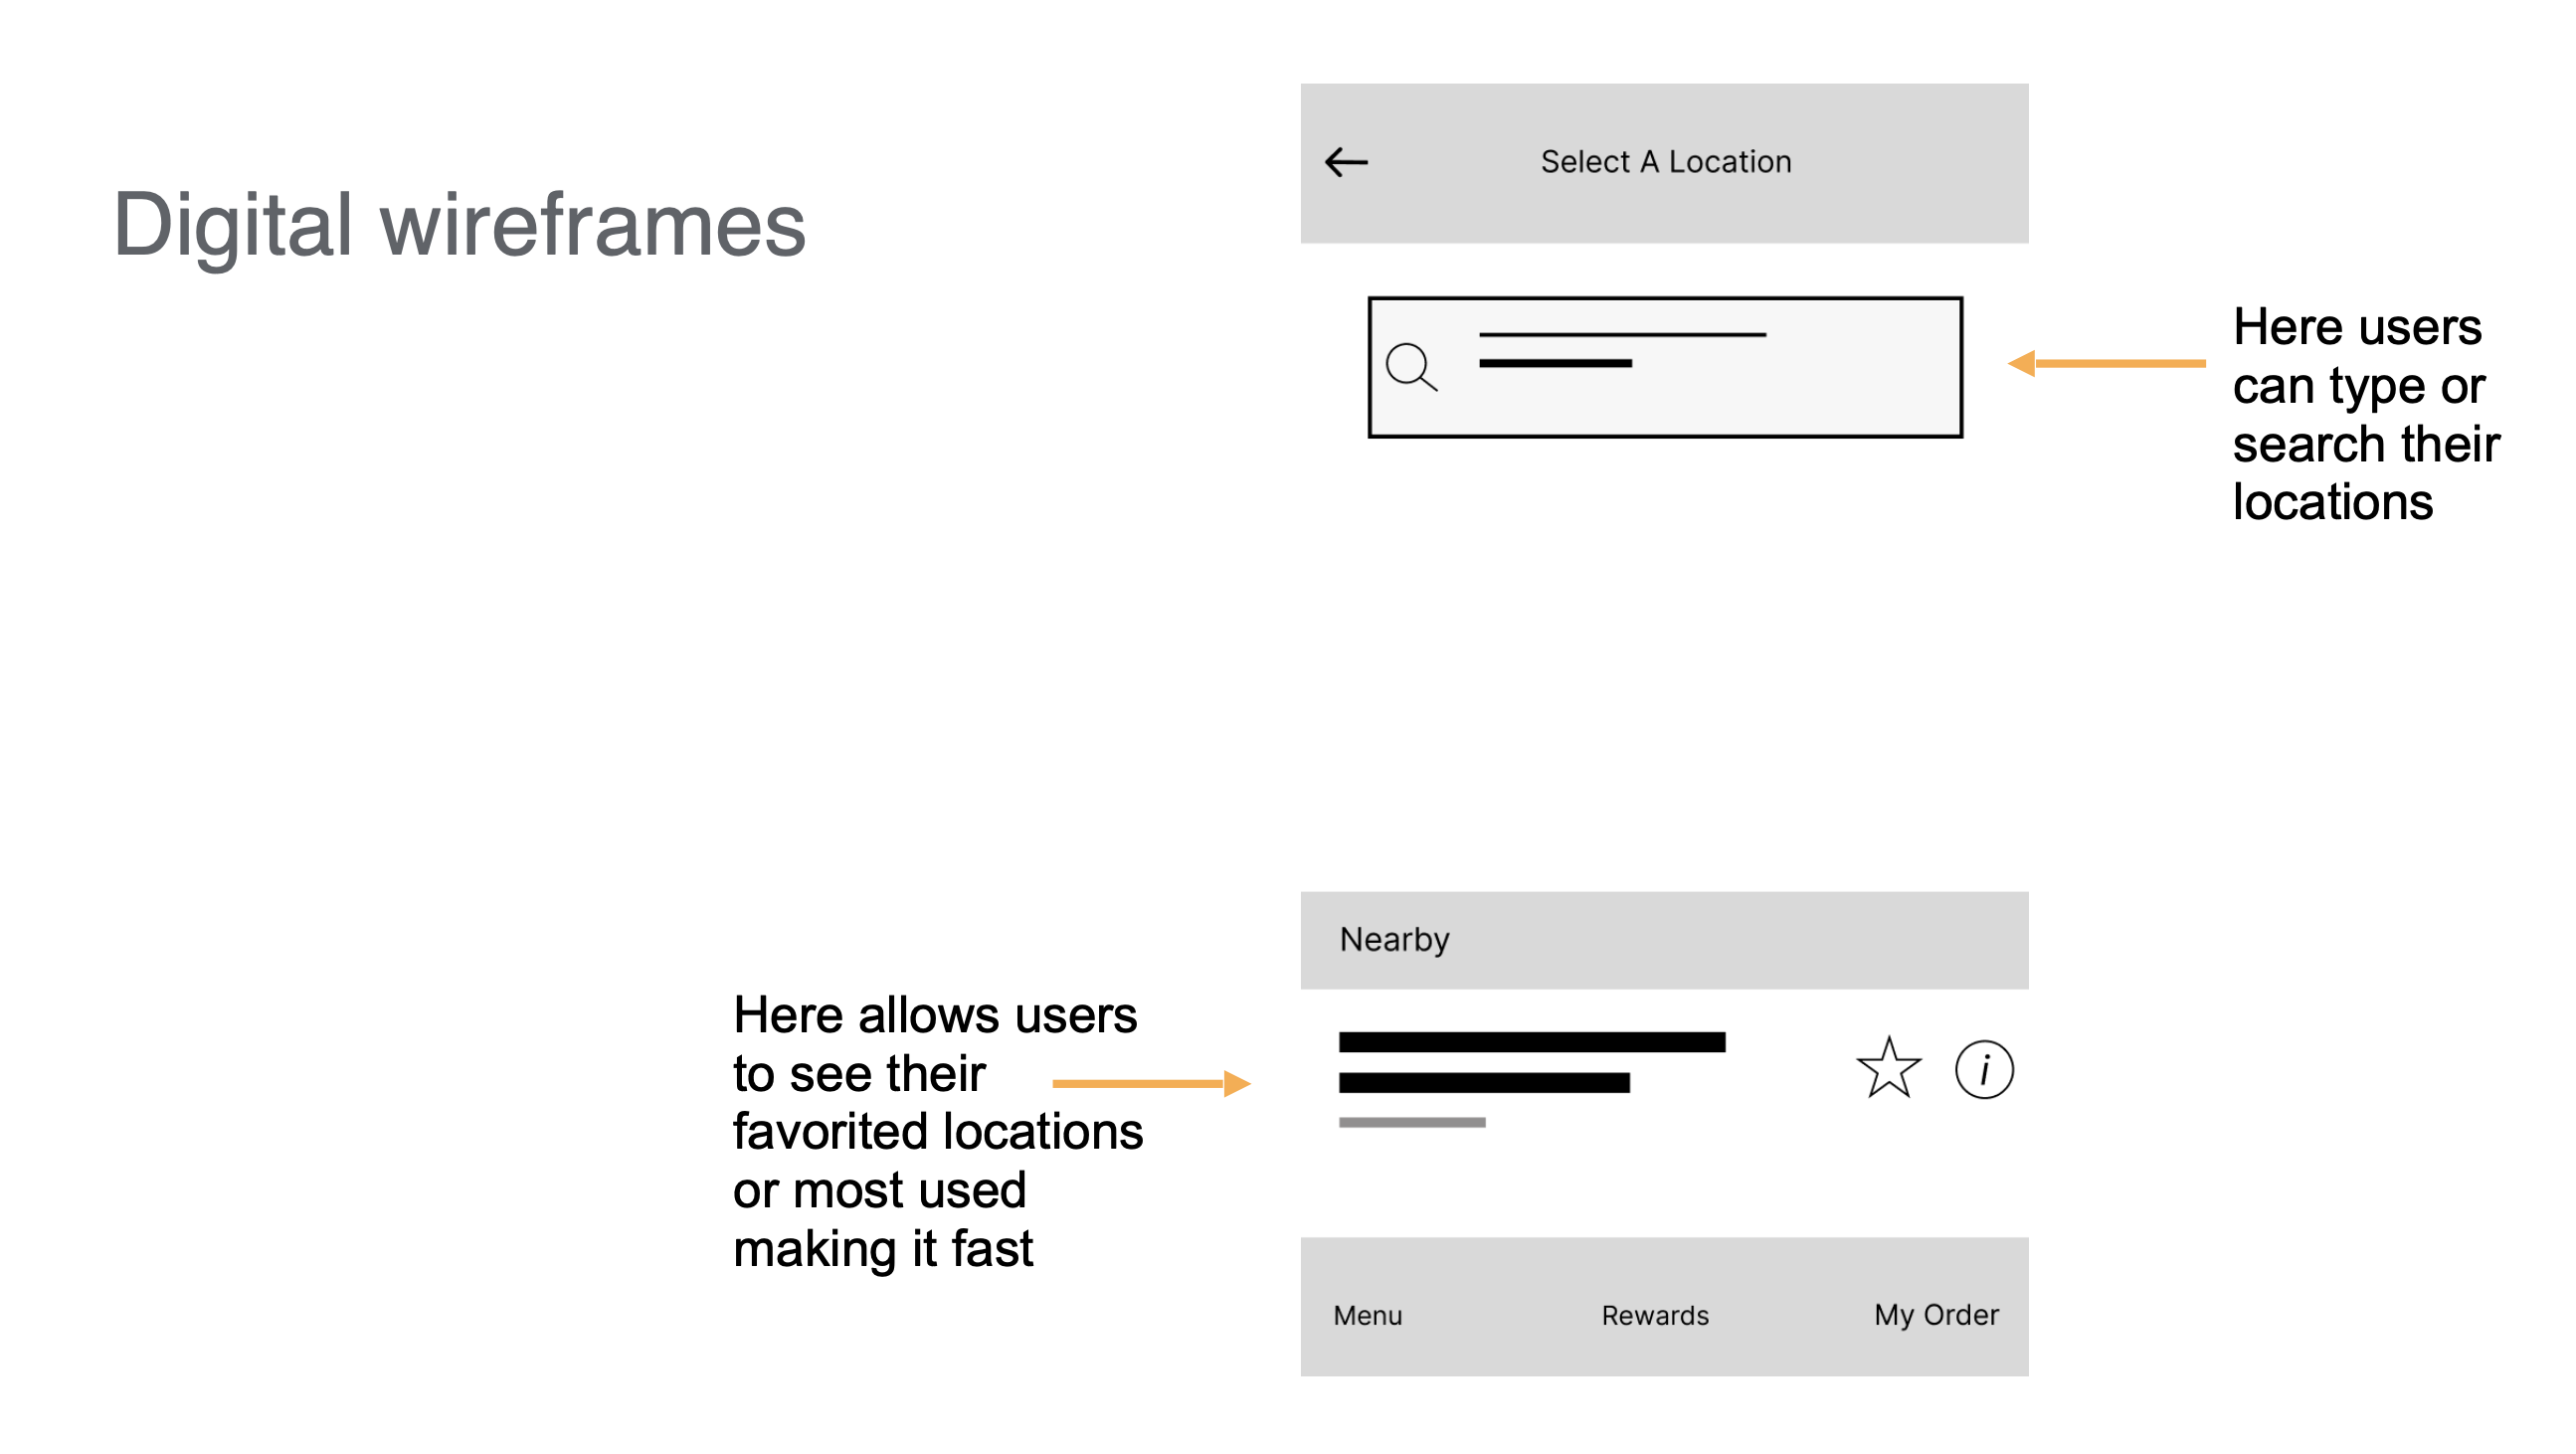 Digital wireframes
Select A Location
Here users
can type or
search their
locations
Nearby
Here allows users
to see their
favorited locations
or most used
making it fast
i
Menu
Rewards
My Order